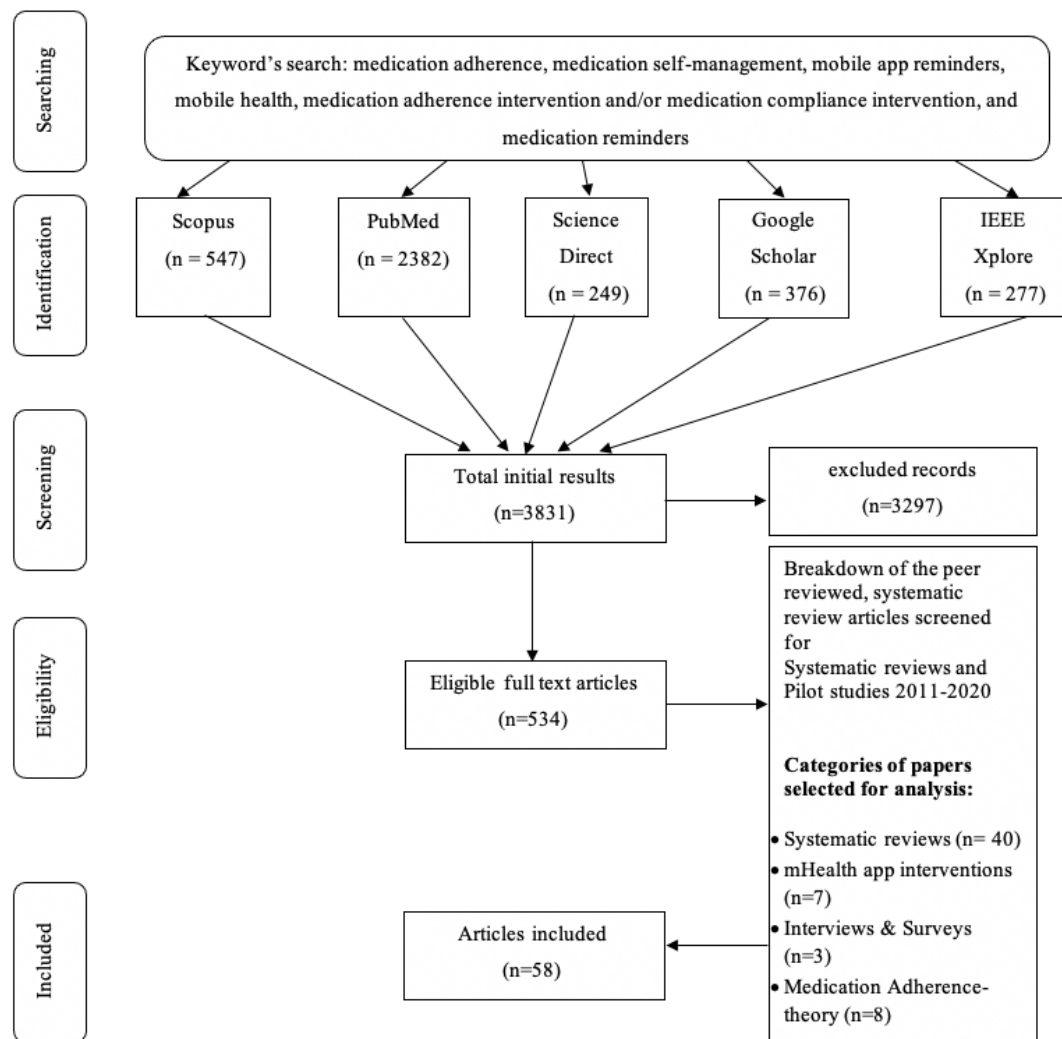 Searching
Keyword’s search: medication adherence, medication self-management, mobile app reminders,
mobile health, medication adherence intervention and/or medication compliance intervention, and
medication reminders
Identification
Scopus
(n = 547)
PubMed
(n = 2382)
Science
Direct
(n = 249)
Google
Scholar
(n = 376)
IEEE
Xplore
(n = 277)
Screening
Total initial results
(n=3831)
excluded records
(n=3297)
Eligibility
Eligible full text articles
(n=534)
Breakdown of the peer
reviewed, systematic
review articles screened
for
Systematic reviews and
Pilot studies 2011-2020
Categories of papers
selected for analysis:
• Systematic reviews (n= 40)
• mHealth app interventions
(n=7)
• Interviews & Surveys
(n=3)
• Medication Adherence-
theory (n=8)
Included
Articles included
(n=58)